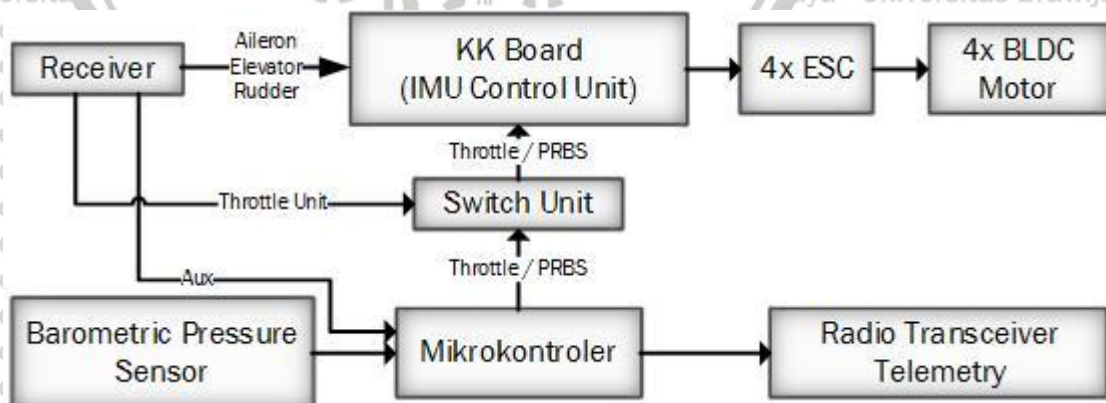 Receiver
Aileron
Elevator
Rudder
KK Board
(IMU Control Unit)
4x ESC
4x BLDC
Motor
Throttle / PRBS
Throttle Unit
Switch Unit
Throttle / PRBS
Aux
Barometric Pressure
Sensor
Mikrokontroler
Radio Transceiver
Telemetry